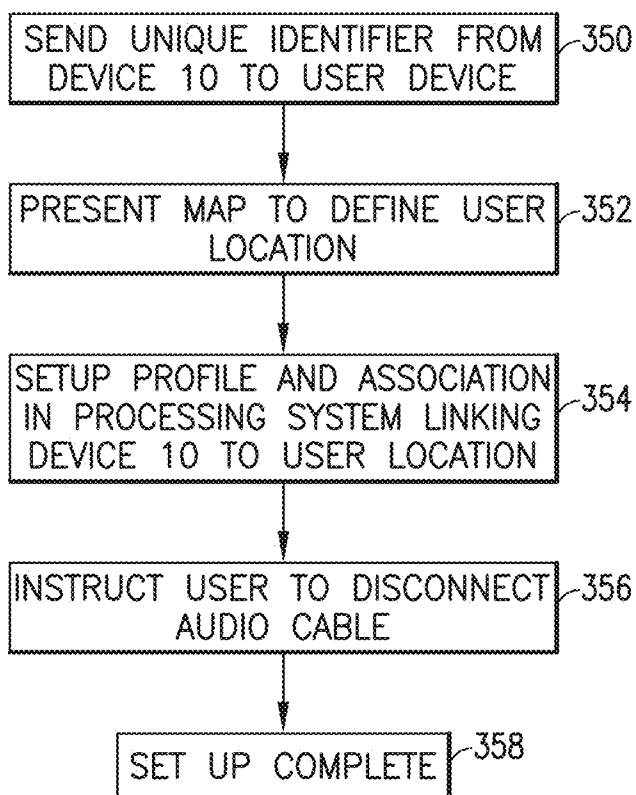 SEND UNIQUE IDENTIFIER FROM
DEVICE 10 TO USER DEVICE
350
PRESENT MAP TO DEFINE USER
LOCATION
352
SETUP PROFILE AND ASSOCIATION
IN PROCESSING SYSTEM LINKING
DEVICE 10 TO USER LOCATION
354
INSTRUCT USER TO DISCONNECT
AUDIO CABLE
356
SET UP COMPLETE
358